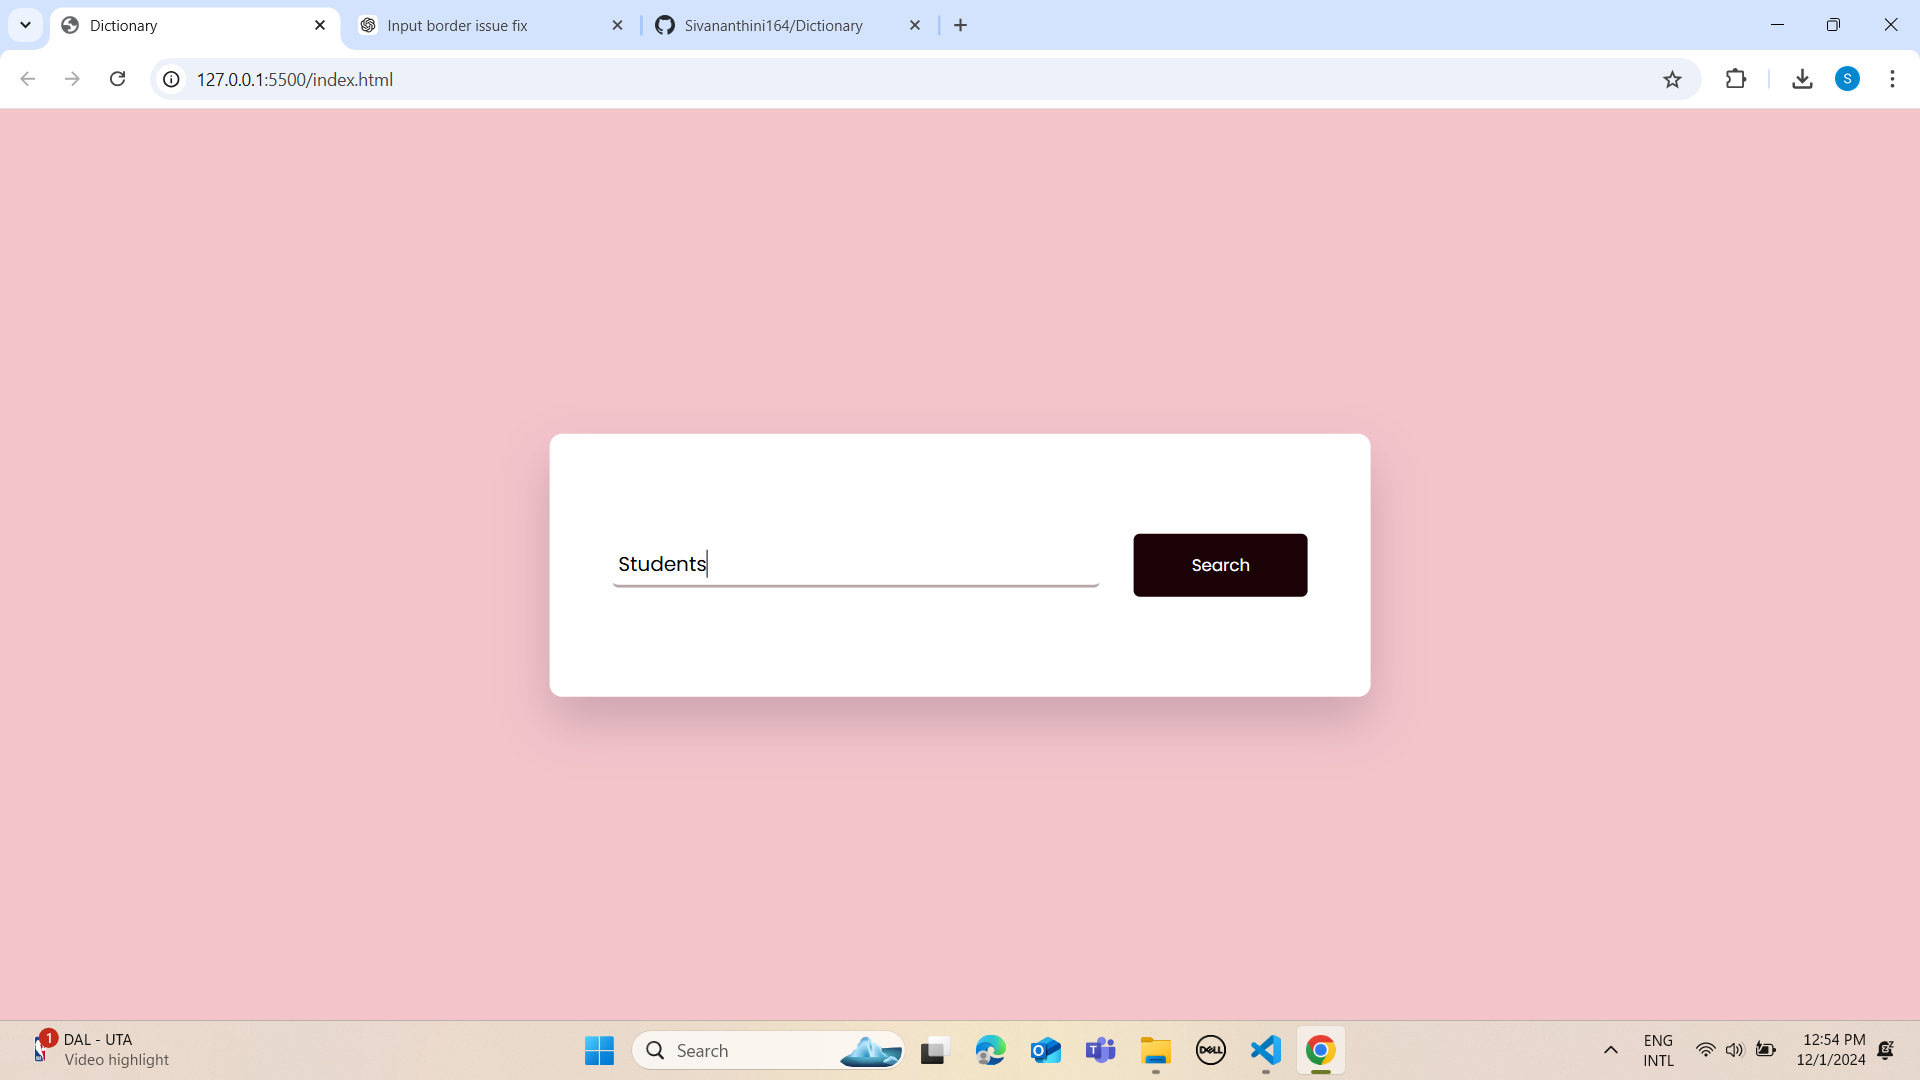 Dictionary
Input border issue fix
Sivananthini164/Dictionary
127.0.0.1:5500/index.html
S
Students
Search
1
DAL - UTA
Video highlight
Search
DELL
ENG
INTL
12:54 PM
12/1/2024